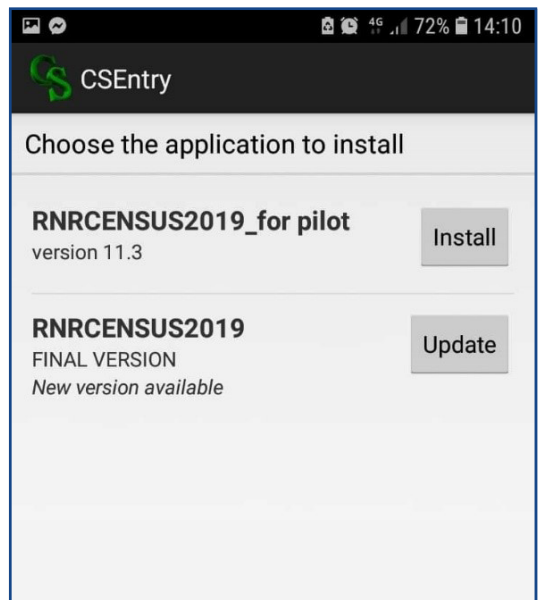 4G 72% 14:10
CS CSEntry
Choose the application to install
RNRCENSUS2019_for pilot
version 11.3
Install
RNRCENSUS2019
FINAL VERSION
New version available
Update